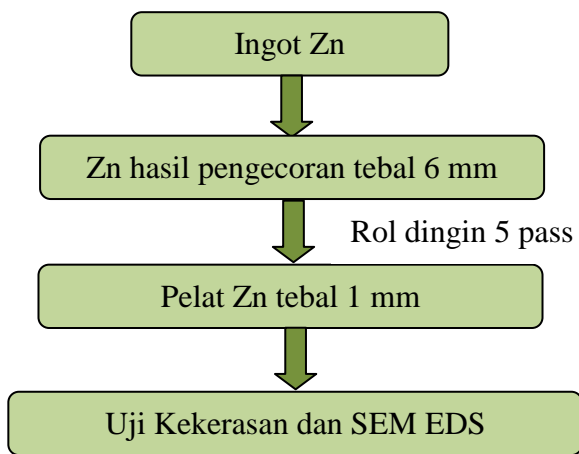 Ingot Zn
Zn hasil pengecoran tebal 6 mm
Rol dingin 5 pass
Pelat Zn tebal 1 mm
Uji Kekerasan dan SEM EDS